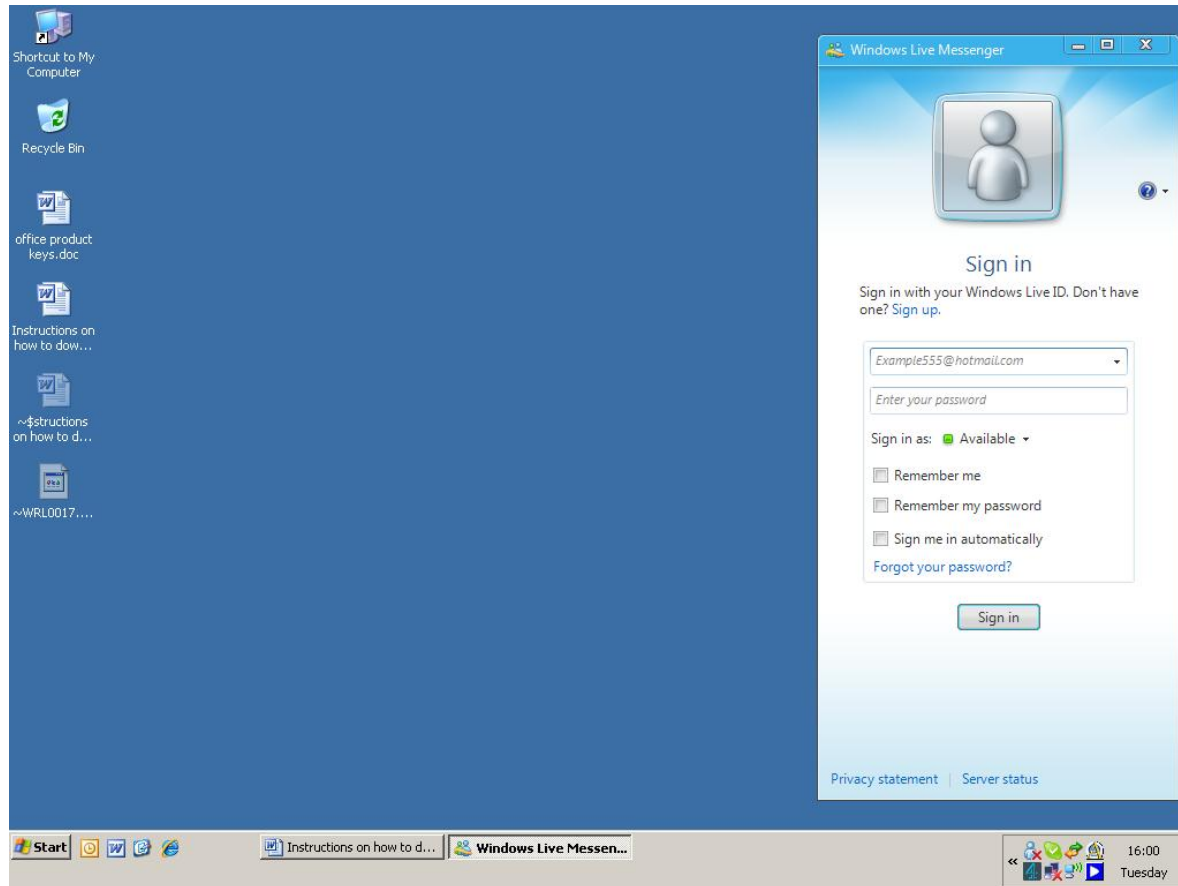 Shortcut to My
Computer
Recycle Bin
office product
keys.doc
Instructions on
how to dow...
~$structions
on how to d...
~WRL0017....
Windows Live Messenger
Sign in
Sign in with your Windows Live ID. Don't have
one? Sign up.
Example555@hotmail.com
Enter your password
Sign in as: Available
Remember me
Remember my password
Sign me in automatically
Forgot your password?
Sign in
Privacy statement | Server status
Start
Instructions on how to d...
Windows Live Messen...
16:00
Tuesday